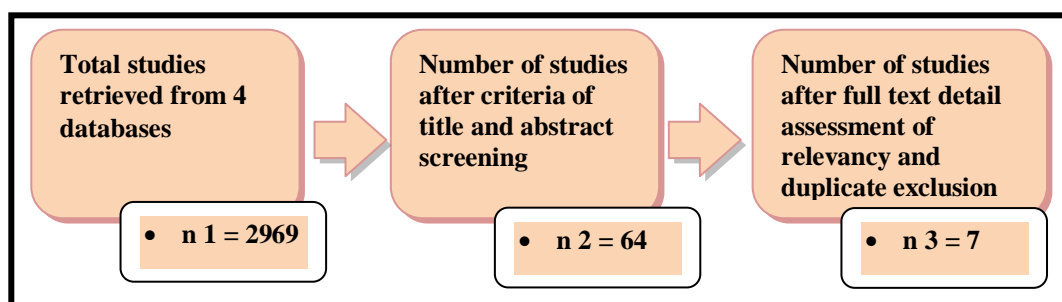 Total studies
retrieved from 4
databases
• n 1 = 2969
Number of studies
after criteria of
title and abstract
screening
• n 2 = 64
Number of studies
after full text detail
assessment of
relevancy and
duplicate exclusion
• n 3 = 7